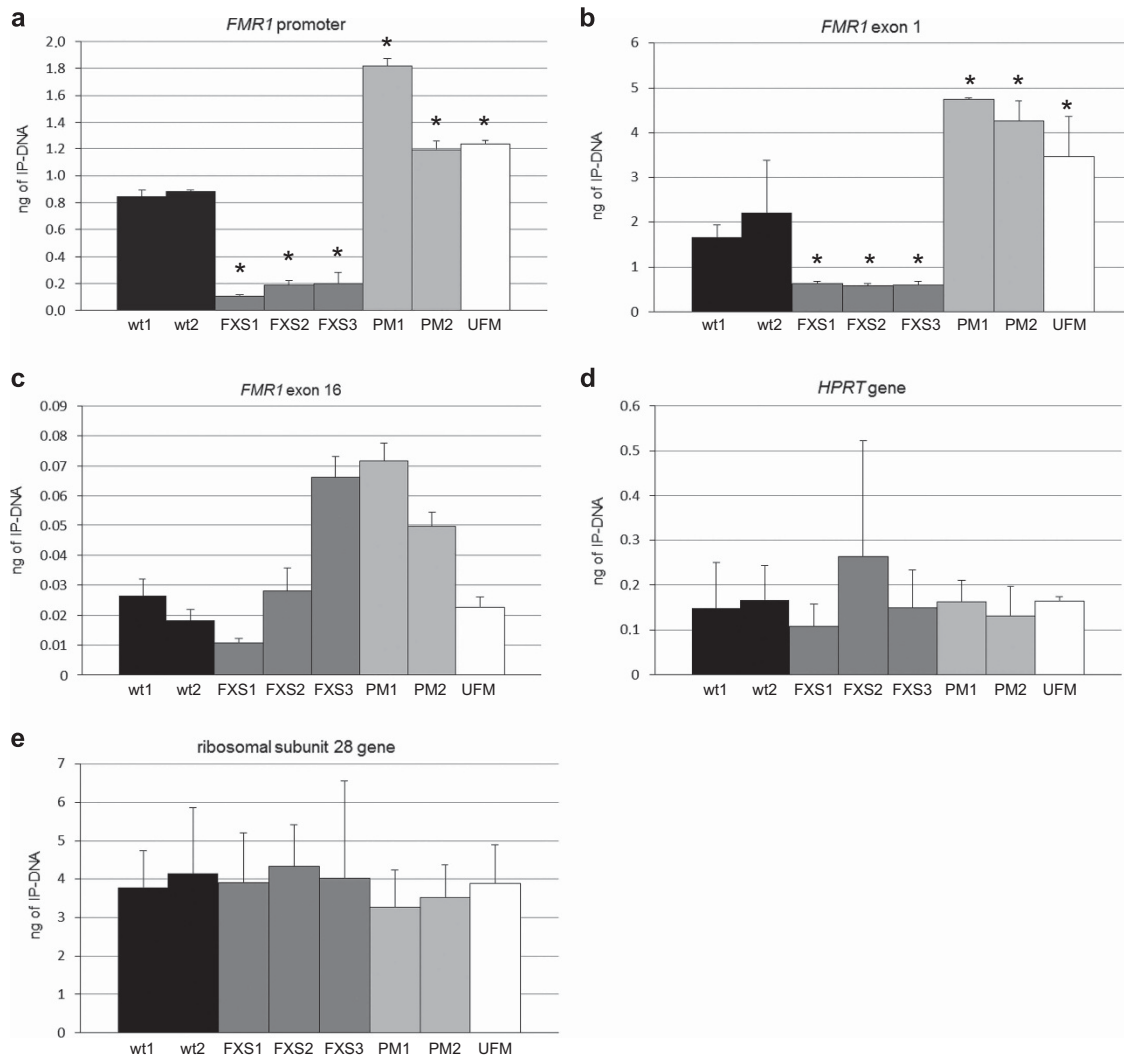 a
FMR1 promoter
ng of IP-DNA
2.0
1.8
1.6
1.4
1.2
1.0
0.8
0.6
0.4
0.2
0.0
* * * * * *
wt1 wt2 FXS1 FXS2 FXS3 PM1 PM2 UFM
b
FMR1 exon 1
ng of IP-DNA
6
5
4
3
2
1
0
* * * * * *
wt1 wt2 FXS1 FXS2 FXS3 PM1 PM2 UFM
c
FMR1 exon 16
ng of IP-DNA
0.09
0.08
0.07
0.06
0.05
0.04
0.03
0.02
0.01
0
wt1 wt2 FXS1 FXS2 FXS3 PM1 PM2 UFM
d
HPRT gene
ng of IP-DNA
0.6
0.5
0.4
0.3
0.2
0.1
0
wt1 wt2 FXS1 FXS2 FXS3 PM1 PM2 UFM
e
ribosomal subunit 28 gene
ng of IP-DNA
7
6
5
4
3
2
1
0
wt1 wt2 FXS1 FXS2 FXS3 PM1 PM2 UFM